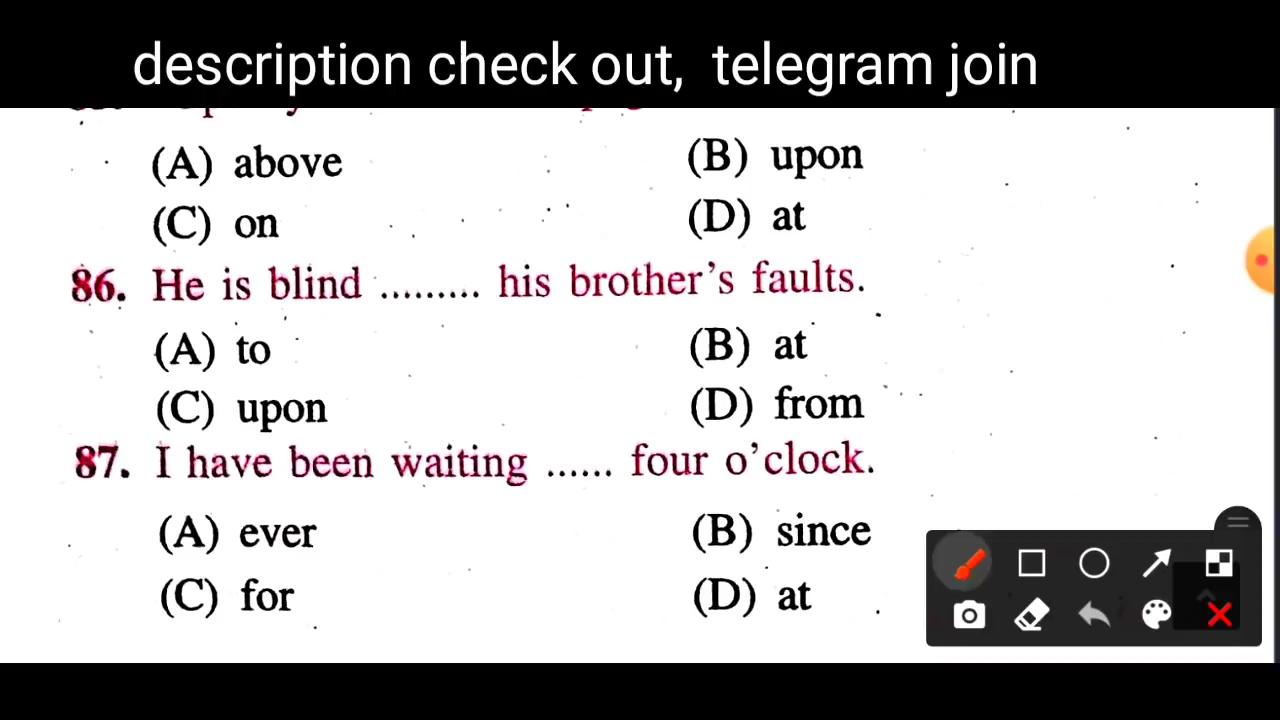 description check out, telegram join
(A) above (B) upon
(C) on (D) at
86. He is blind ......... his brother's faults.
(A) to (B) at
(C) upon (D) from
87. I have been waiting ...... four o'clock.
(A) ever (B) since
(C) for (D) at